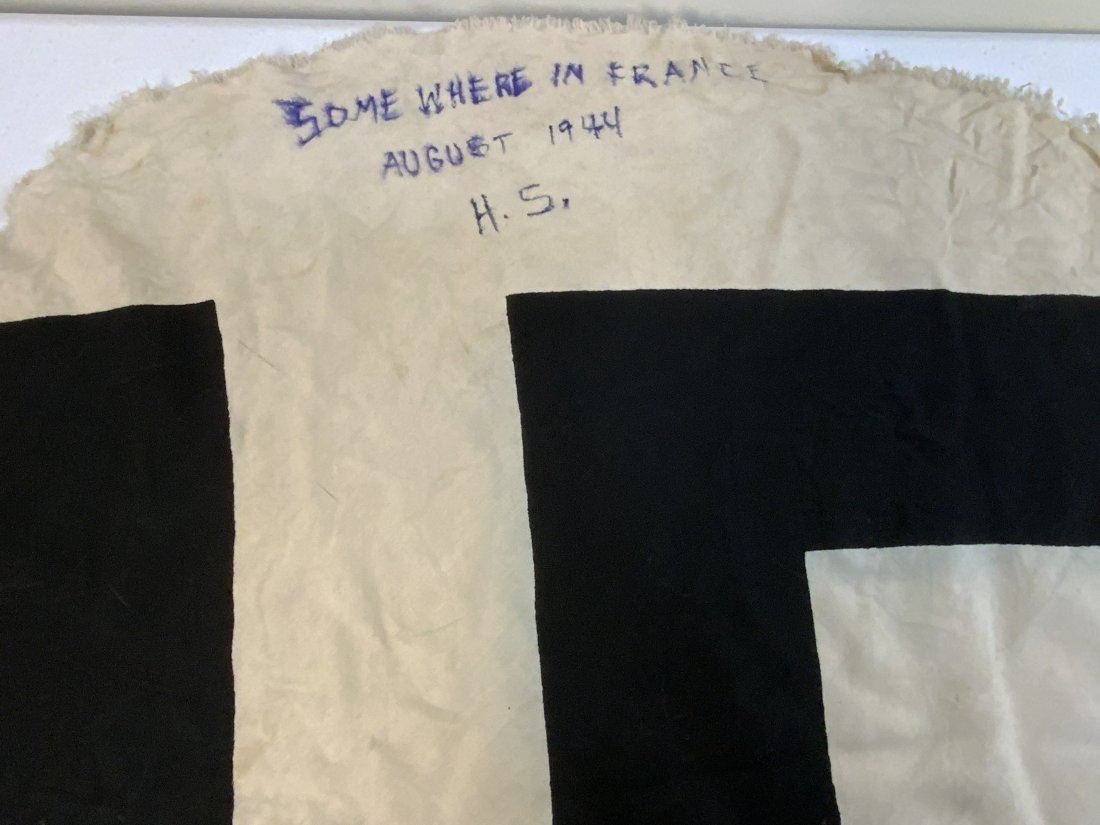 SOME WHERE IN FRANCE
AUGUST 1944
H. S.